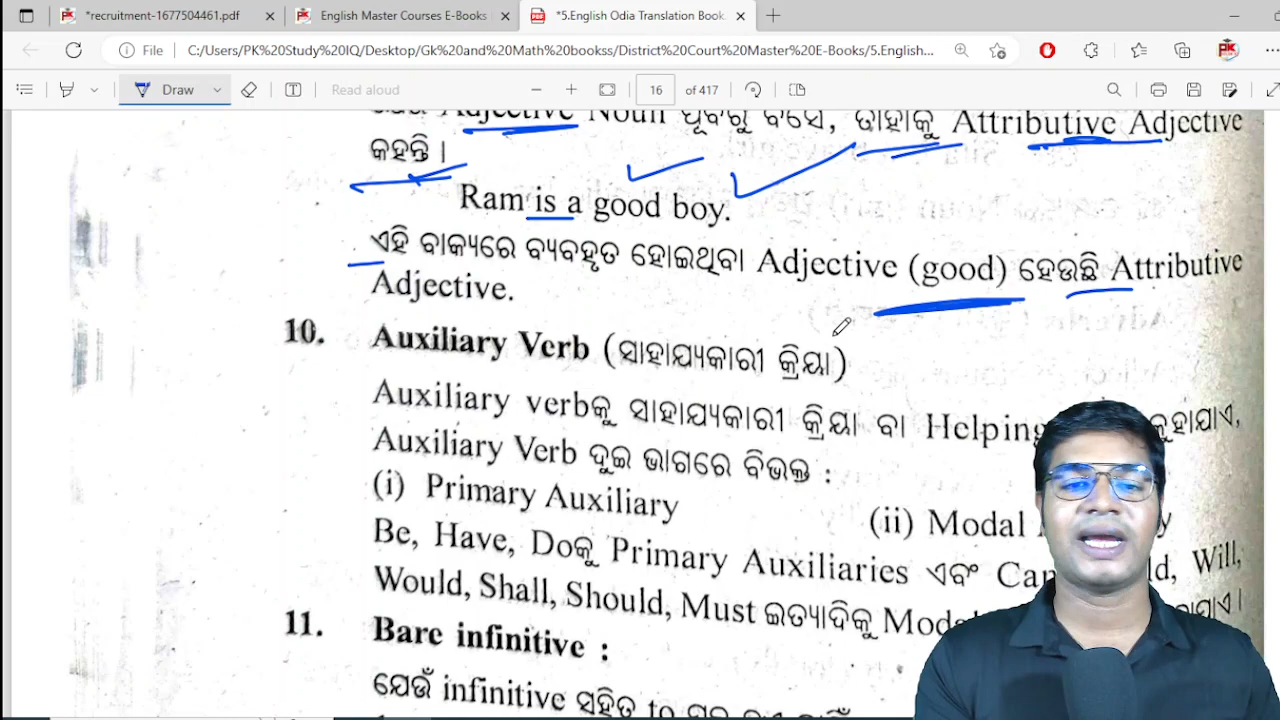 *recruitment-1677504461.pdf
English Master Courses E-Books
*5.English Odia Translation Book.
File C:/Users/PK%20Study%20IQ/Desktop/Gk%20and%20Math%20bookss/District%20Court%20Master%20E-Books/5.English...
Draw Read aloud 16 of 417
Adjective Noun ପୂର୍ବରୁ ବସେ, ତାହାକୁ Attributive Adjective
କହନ୍ତି।
Ram is a good boy.
ଏହି ବାକ୍ୟରେ ବ୍ୟବହୃତ ହୋଇଥିବା Adjective (good) ହେଉଛି Attributive
Adjective.
10. Auxiliary Verb (ସାହାଯ୍ୟକାରୀ କ୍ରିୟା)
Auxiliary verbକୁ ସାହାଯ୍ୟକାରୀ କ୍ରିୟା ବା Helping କୁହାଯାଏ,
Auxiliary Verb ଦୁଇ ଭାଗରେ ବିଭକ୍ତ :
(i) Primary Auxiliary (ii) Modal
Be, Have, Doକୁ Primary Auxiliaries ଏବଂ Can Will,
Would, Shall, Should, Must ଇତ୍ୟାଦିକୁ
11. Bare infinitive :
ଯେଉଁ infinitive ସହିତ to